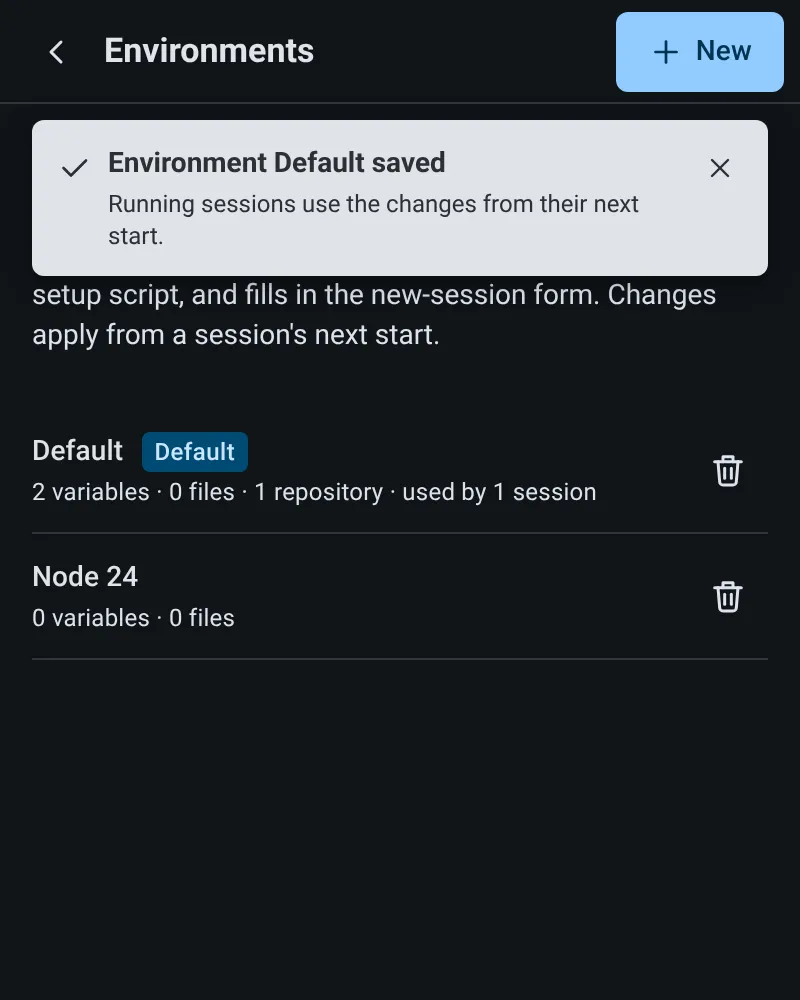 Environments
New
Environment Default saved
Running sessions use the changes from their next
start.
setup script, and fills in the new-session form. Changes
apply from a session's next start.
Default Default
2 variables · 0 files · 1 repository · used by 1 session
Node 24
0 variables · 0 files